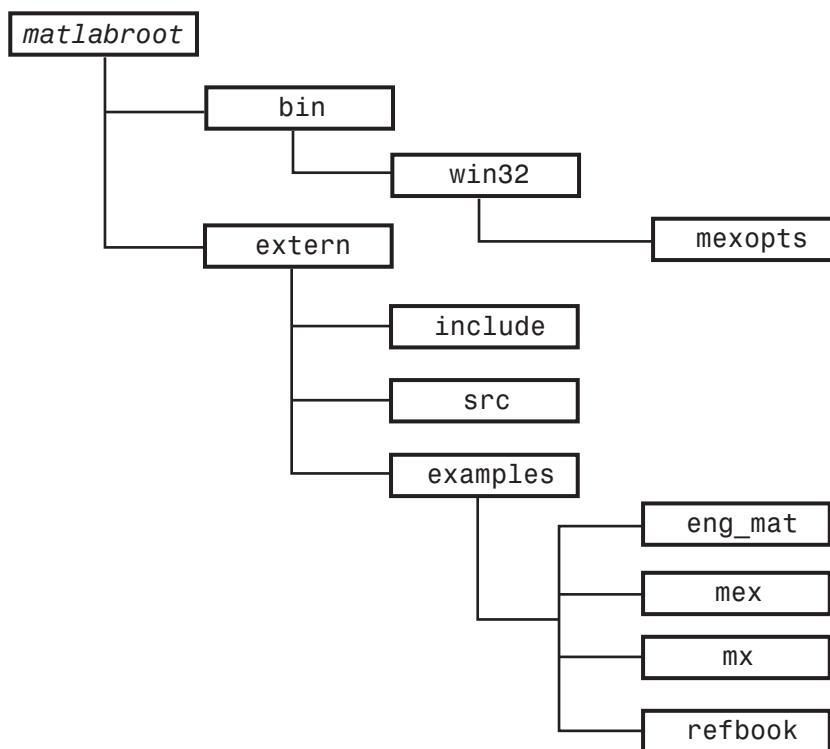 matlabroot
bin
win32
mexopts
extern
include
src
examples
eng_mat
mex
mx
refbook